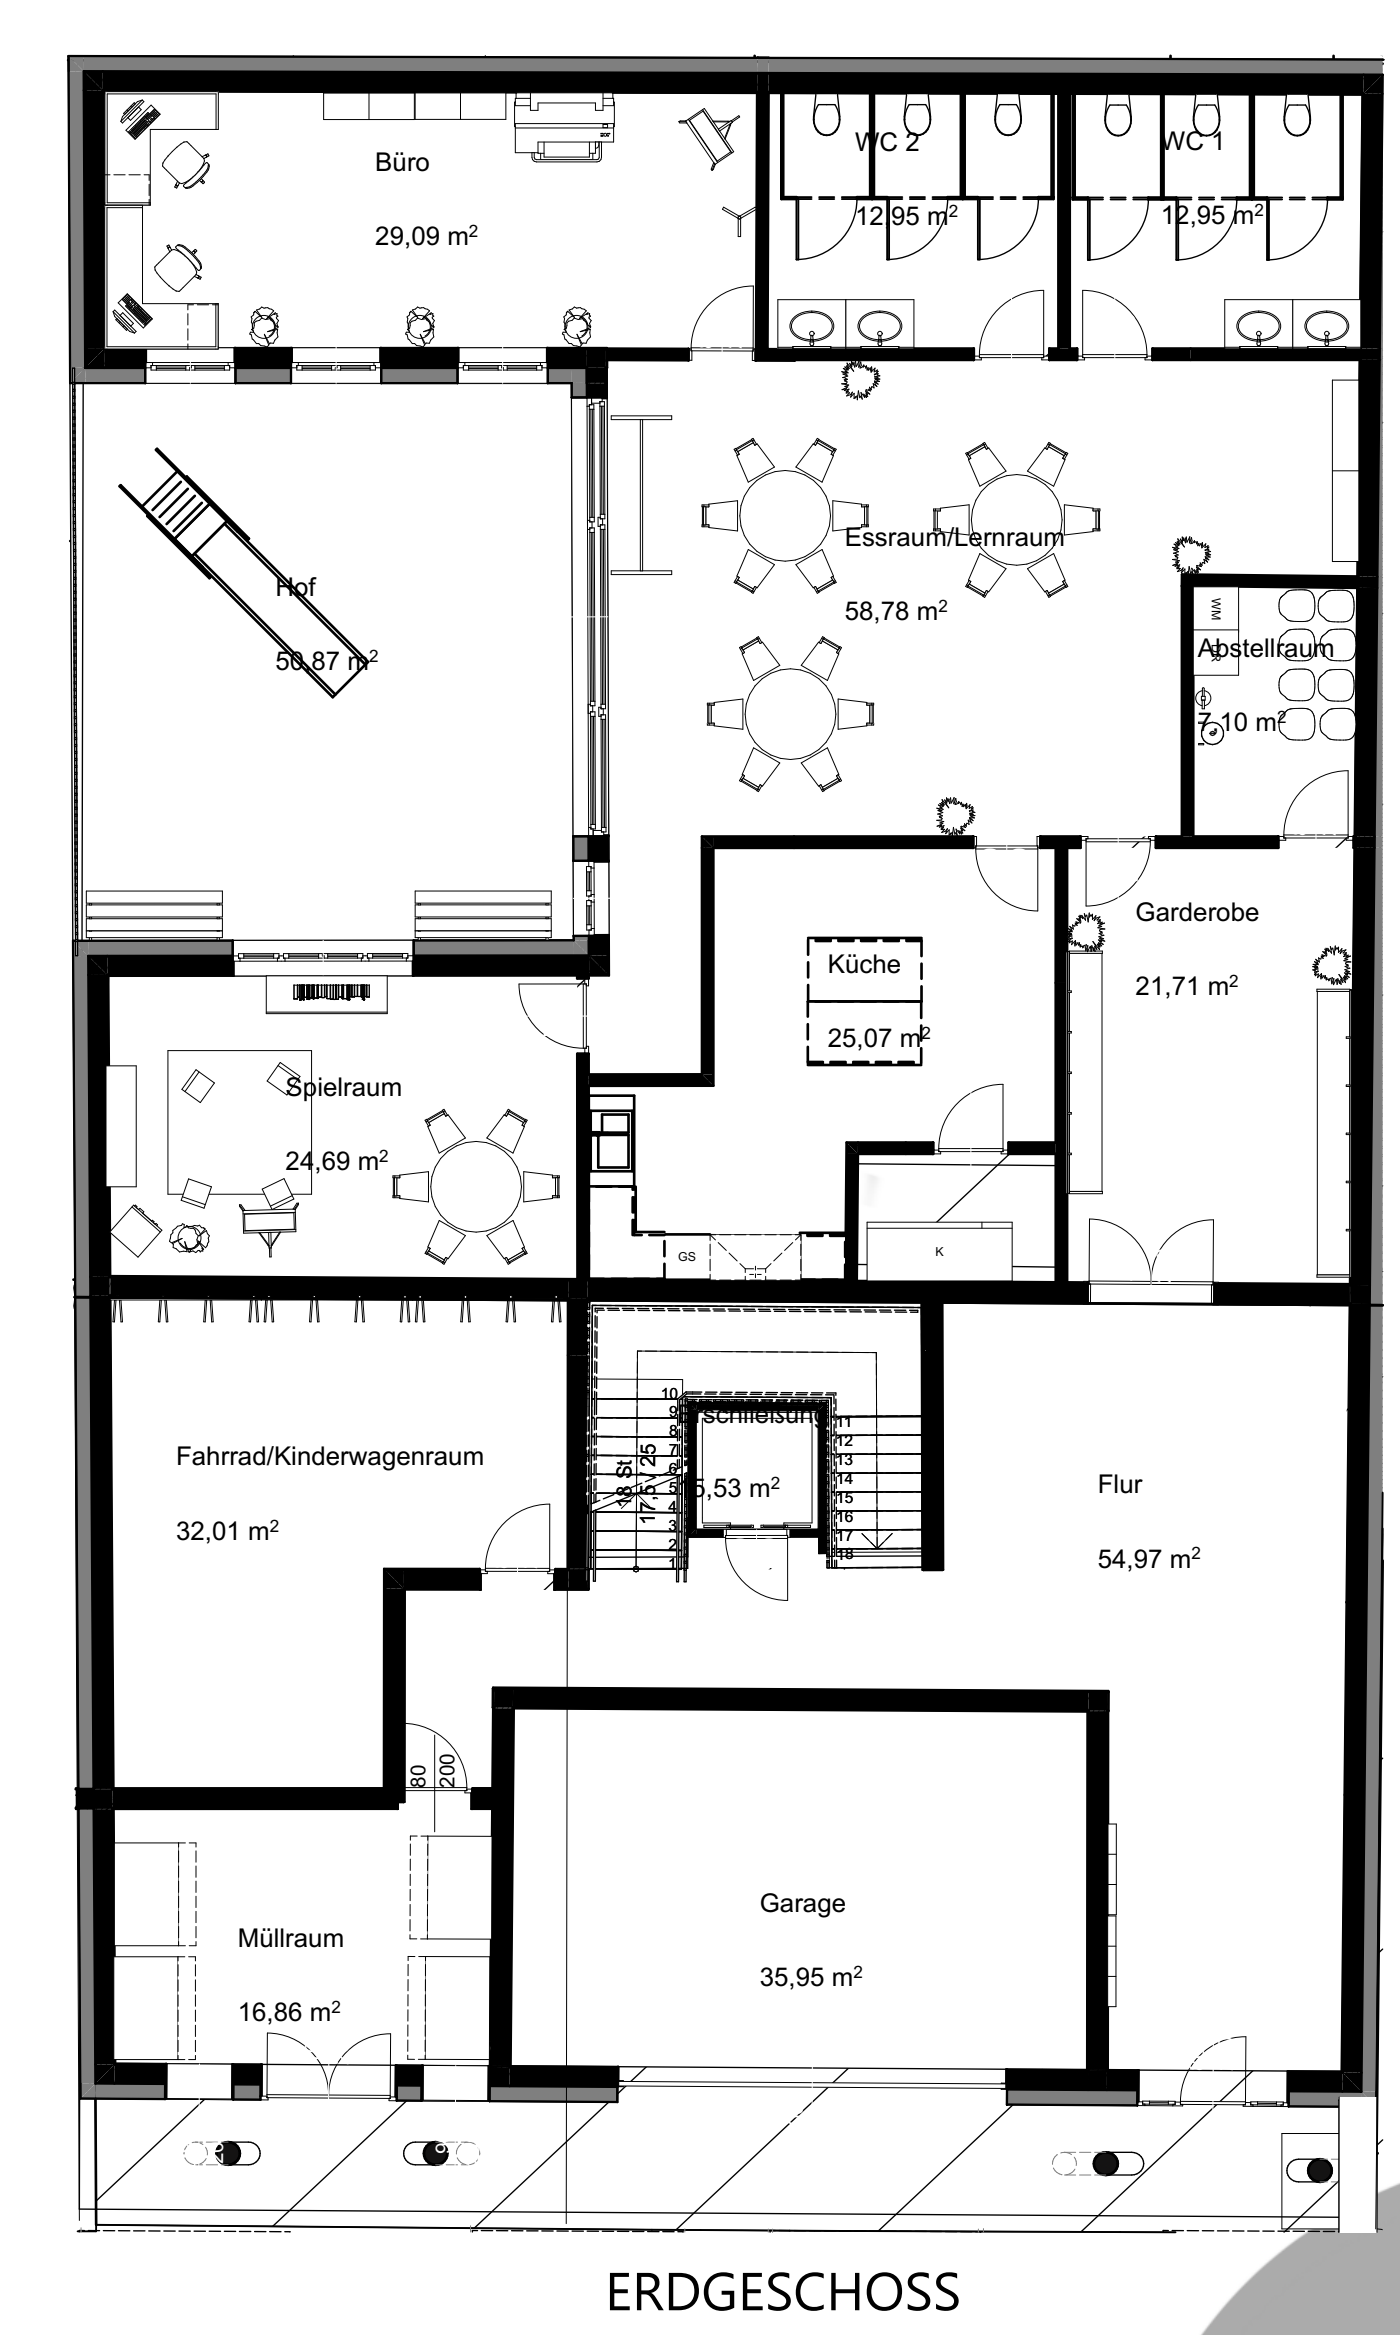 Büro
29,09 m²
WC 2
12,95 m²
WC 1
12,95 m²
Hof
50,87 m²
Essraum/Lernraum
58,78 m²
WM
Abstellraum
7,10 m²
Garderobe
21,71 m²
Küche
25,07 m²
Spielraum
24,69 m²
GS
K
Fahrrad/Kinderwagenraum
32,01 m²
Erschließung
5,53 m²
18 St
17,5 / 25
10
9
8
7
6
5
4
3
2
1
11
12
13
14
15
16
17
18
Flur
54,97 m²
80
200
Müllraum
16,86 m²
Garage
35,95 m²
ERDGESCHOSS